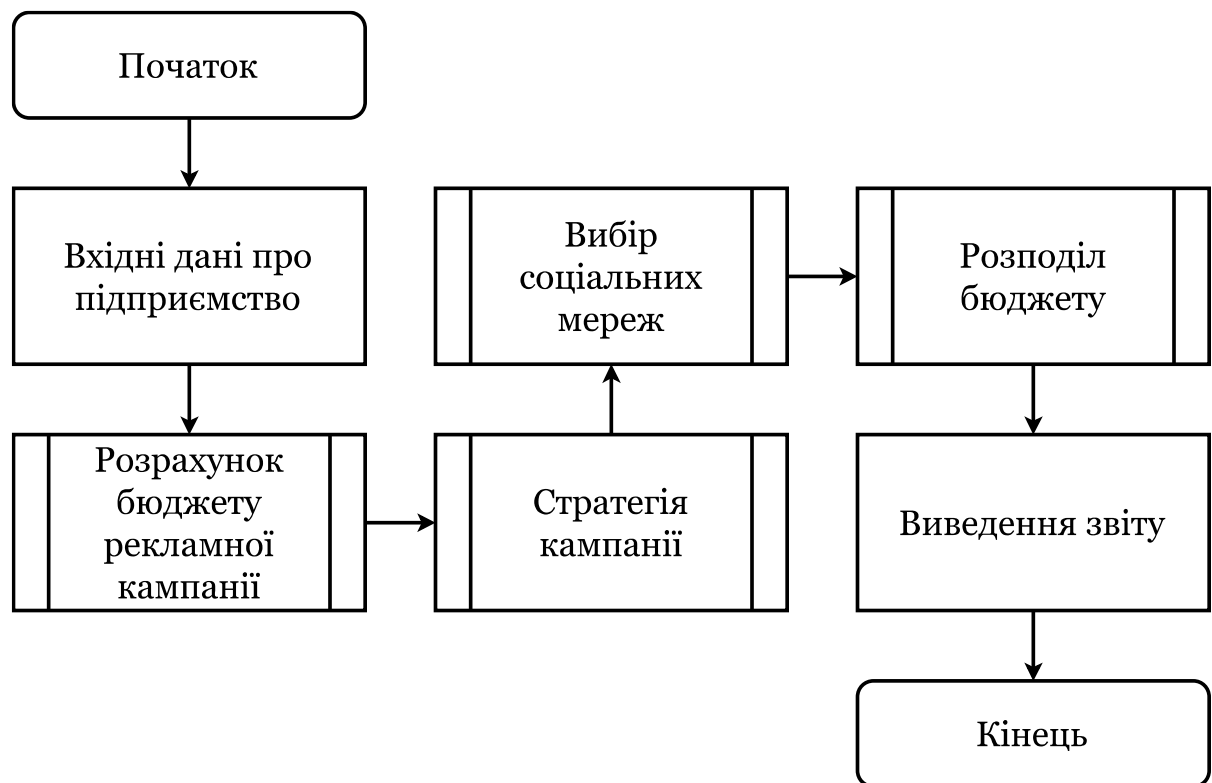 Початок
Вхідні дані про
підприємство
Розрахунок
бюджету
рекламної
кампанії
Стратегія
кампанії
Вибір
соціальних
мереж
Розподіл
бюджету
Виведення звіту
Кінець